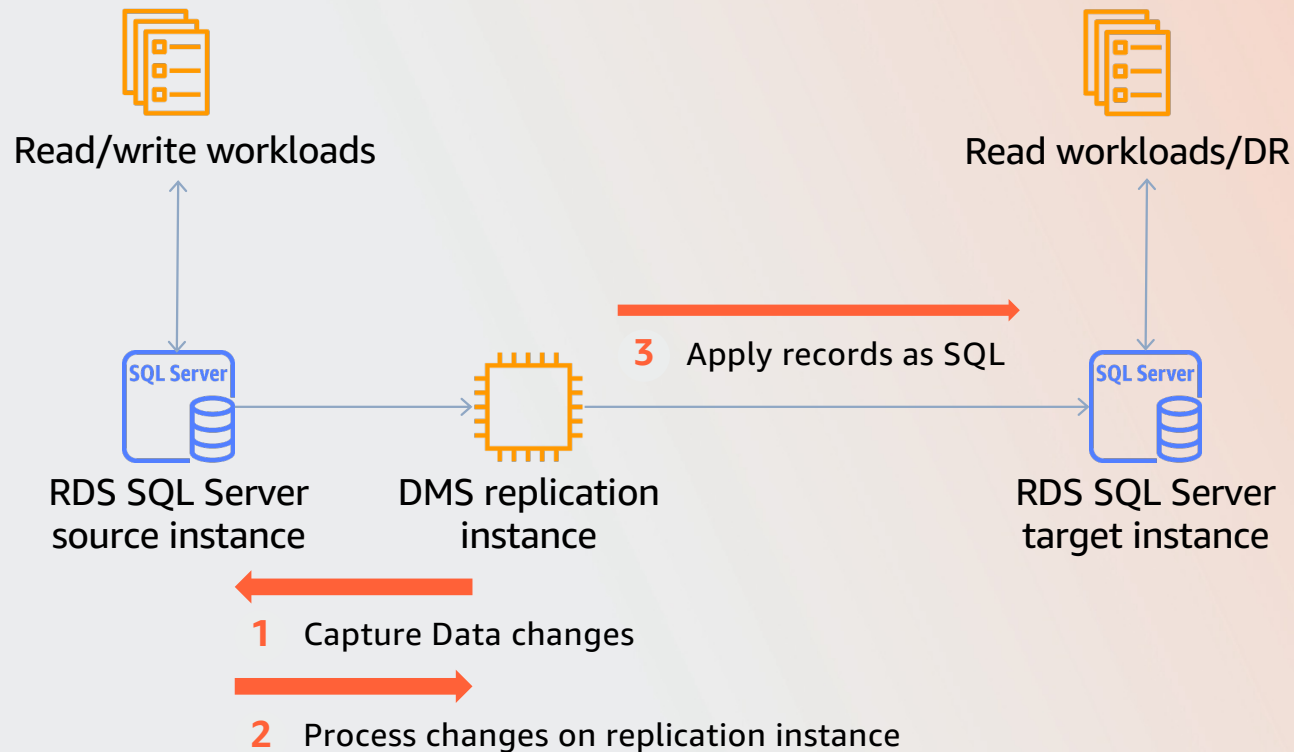 Read/write workloads
Read workloads/DR
3 Apply records as SQL
SQL Server
SQL Server
RDS SQL Server
source instance
DMS replication
instance
RDS SQL Server
target instance
1 Capture Data changes
2 Process changes on replication instance